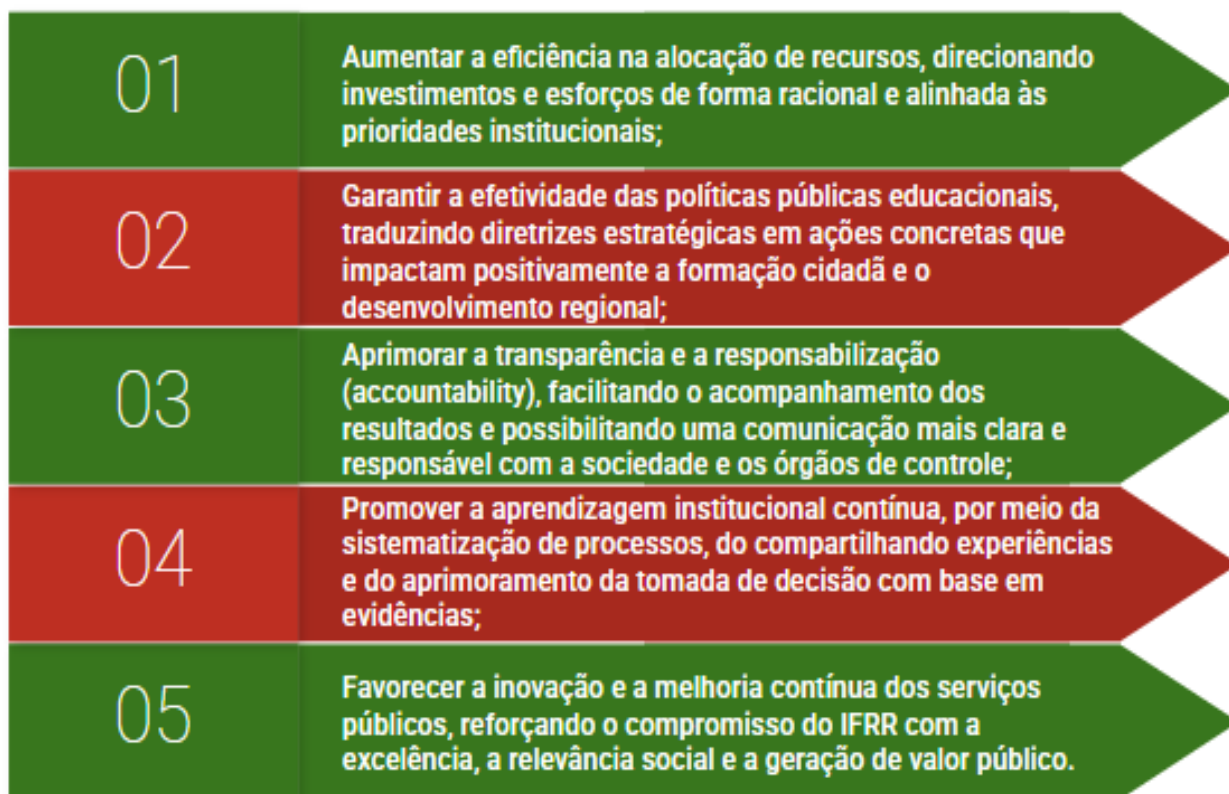 01
Aumentar a eficiência na alocação de recursos, direcionando
investimentos e esforços de forma racional e alinhada às
prioridades institucionais;
02
Garantir a efetividade das políticas públicas educacionais,
traduzindo diretrizes estratégicas em ações concretas que
impactam positivamente a formação cidadã e o
desenvolvimento regional;
03
Aprimorar a transparência e a responsabilização
(accountability), facilitando o acompanhamento dos
resultados e possibilitando uma comunicação mais clara e
responsável com a sociedade e os órgãos de controle;
04
Promover a aprendizagem institucional contínua, por meio da
sistematização de processos, do compartilhando experiências
e do aprimoramento da tomada de decisão com base em
evidências;
05
Favorecer a inovação e a melhoria contínua dos serviços
públicos, reforçando o compromisso do IFRR com a
excelência, a relevância social e a geração de valor público.